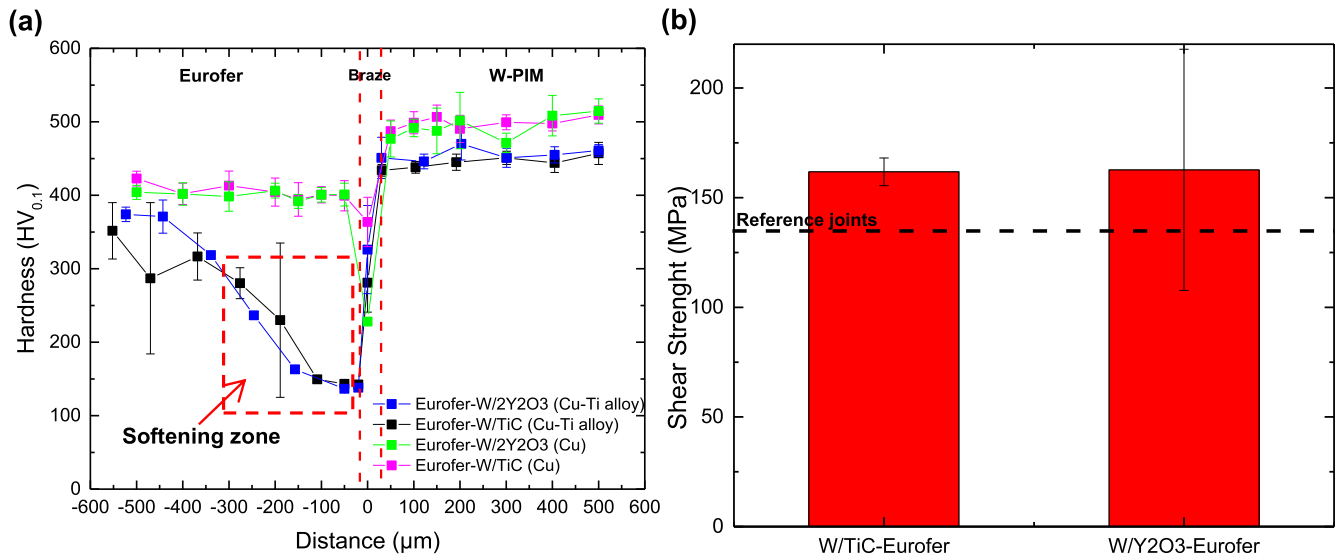 (a)
600
500
400
300
200
100
0
Hardness (HV0.1)
Eurofer
Braze
W-PIM
Softening zone
Eurofer-W/2Y2O3 (Cu-Ti alloy)
Eurofer-W/TiC (Cu-Ti alloy)
Eurofer-W/2Y2O3 (Cu)
Eurofer-W/TiC (Cu)
-600 -500 -400 -300 -200 -100 0 100 200 300 400 500 600
Distance (µm)
(b)
200
160
100
50
0
Shear Strenght (MPa)
Reference joints
W/TiC-Eurofer
W/Y2O3-Eurofer